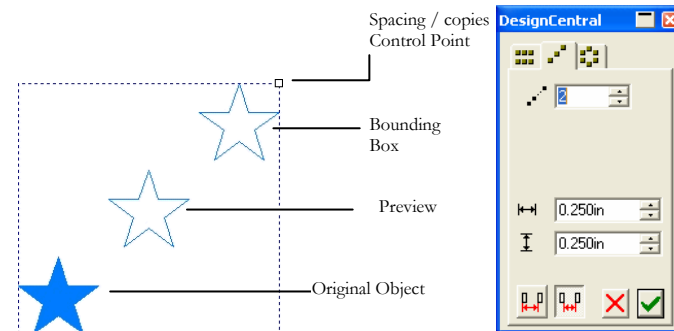 Spacing / copies
Control Point
Bounding
Box
Preview
Original Object
DesignCentral
2
0.250in
0.250in